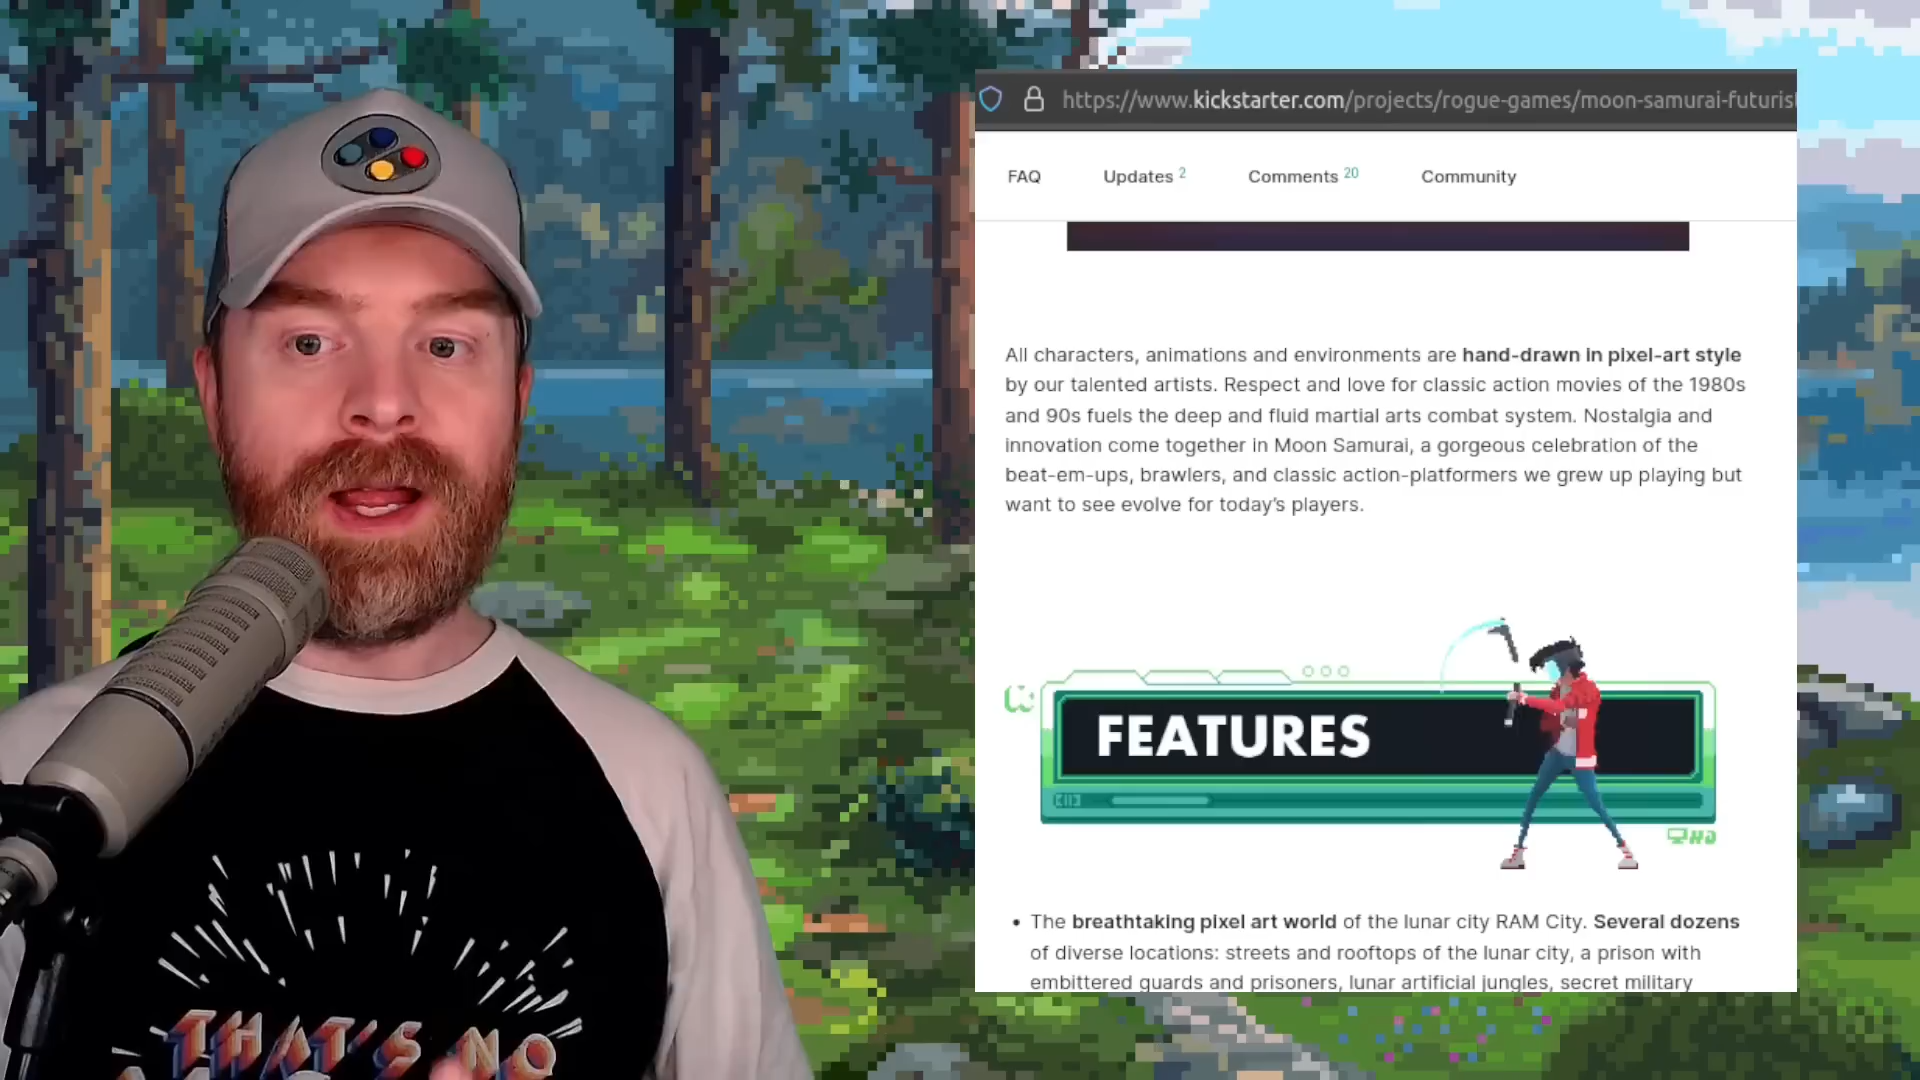 https://www.kickstarter.com/projects/rogue-games/moon-samurai-futurist
FAQ Updates 2 Comments 20 Community
All characters, animations and environments are hand-drawn in pixel-art style
by our talented artists. Respect and love for classic action movies of the 1980s
and 90s fuels the deep and fluid martial arts combat system. Nostalgia and
innovation come together in Moon Samurai, a gorgeous celebration of the
beat-em-ups, brawlers, and classic action-platformers we grew up playing but
want to see evolve for today's players.
FEATURES
HD
• The breathtaking pixel art world of the lunar city RAM City. Several dozens
of diverse locations: streets and rooftops of the lunar city, a prison with
embittered guards and prisoners, lunar artificial jungles, secret military
THAT'S NO